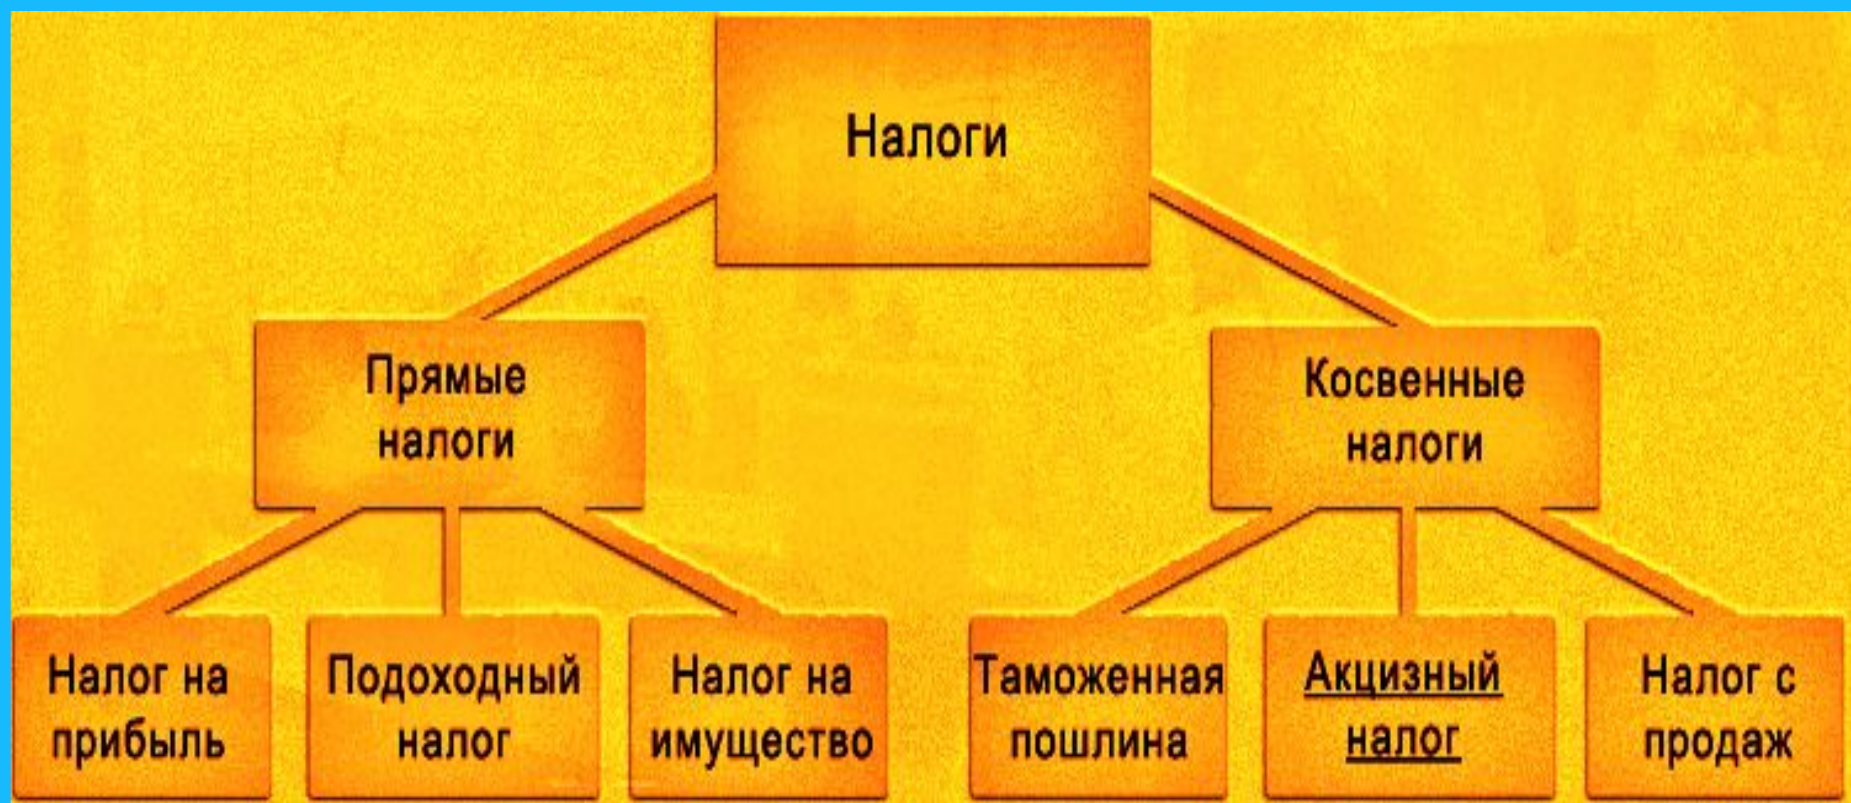 Налоги
Прямые
налоги
Косвенные
налоги
Налог на
прибыль
Подоходный
налог
Налог на
имущество
Таможенная
пошлина
Акцизный
налог
Налог с
продаж